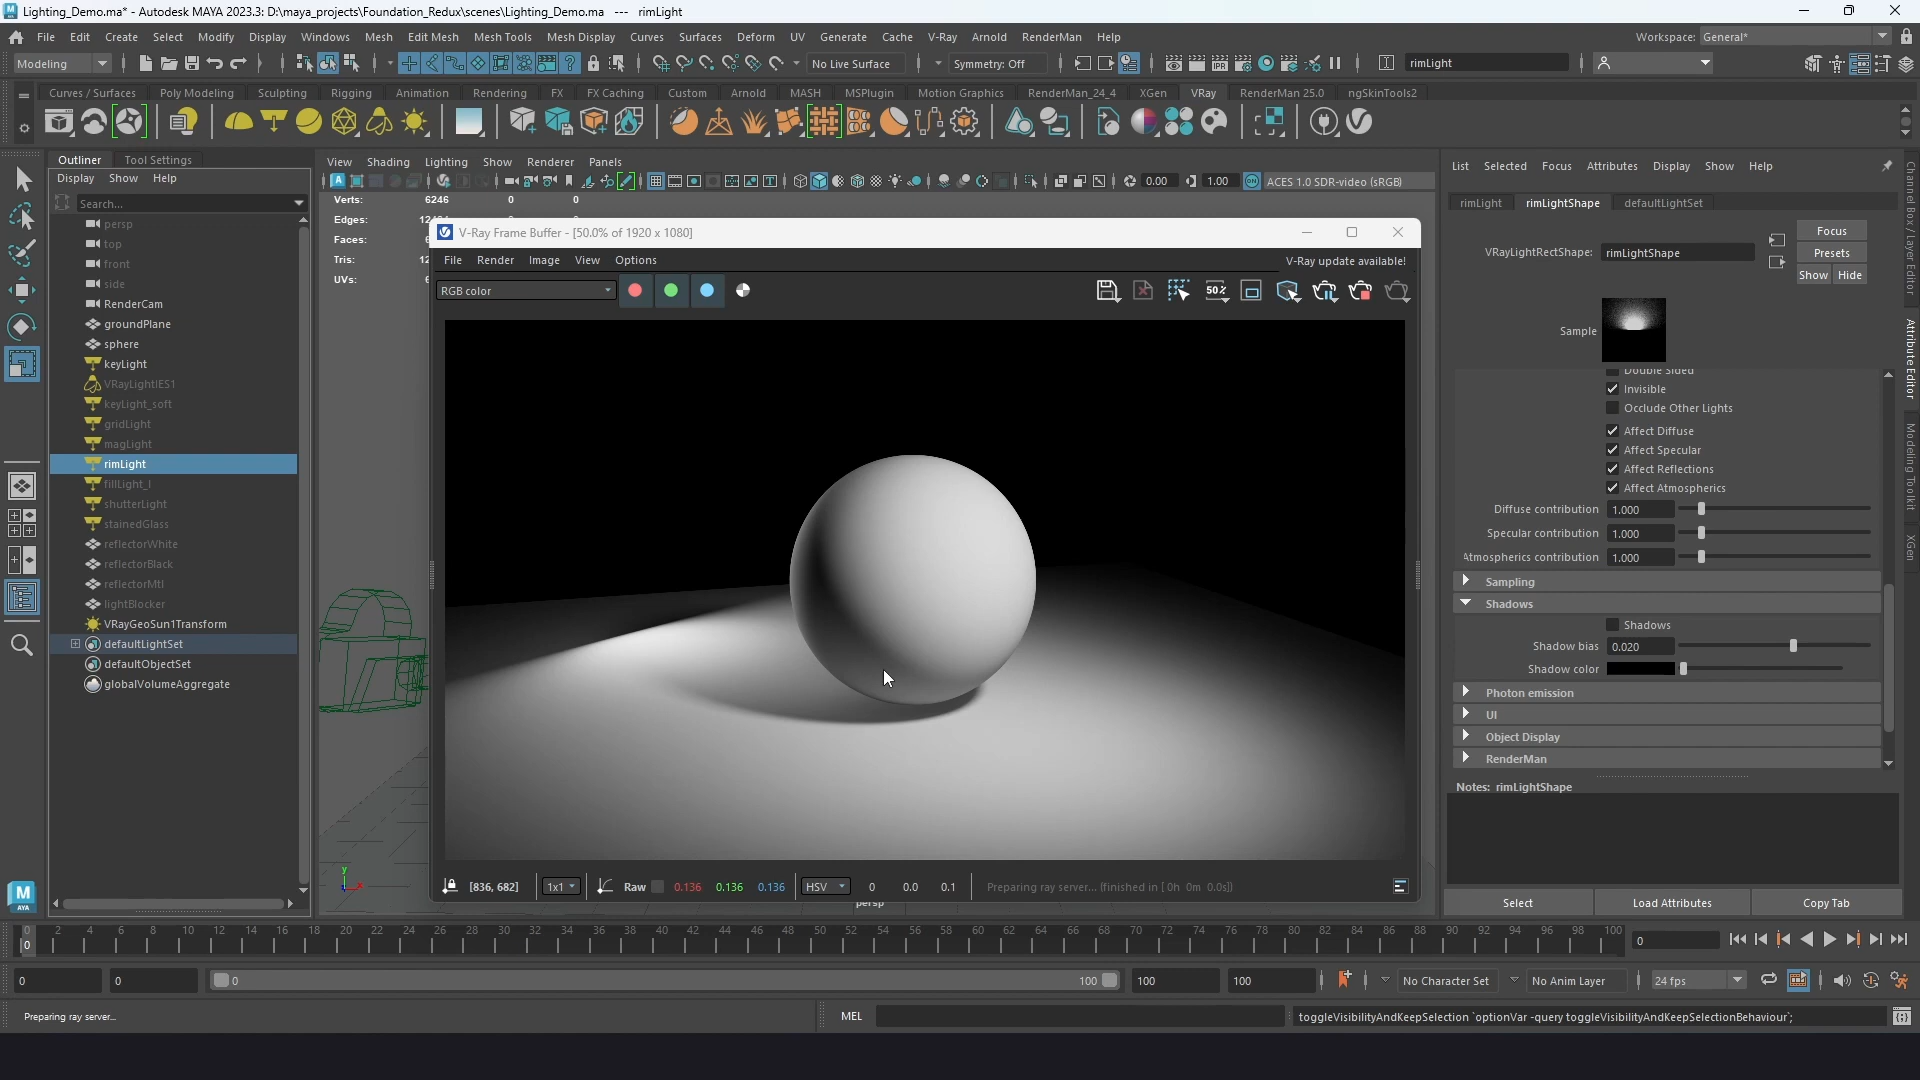 Lighting_Demo.ma* - Autodesk MAYA 2023.3: D:\maya_projects\Foundation_Redux\scenes\Lighting_Demo.ma --- rimLight
File Edit Create Select Modify Display Windows Mesh Edit Mesh Mesh Tools Mesh Display Curves Surfaces Deform UV Generate Cache V-Ray Arnold RenderMan Help Workspace: General*
Modeling No Live Surface Symmetry: Off rimLight
Curves / Surfaces Poly Modeling Sculpting Rigging Animation Rendering FX FX Caching Custom Arnold MASH MSPlugin Motion Graphics RenderMan_24_4 XGen VRay RenderMan 25.0 ngSkinTools2
Outliner Tool Settings
Display Show Help
Search...
persp
top
front
side
RenderCam
groundPlane
sphere
keyLight
VRayLightIES1
keyLight_soft
gridLight
magLight
rimLight
fillLight_I
shutterLight
stainedGlass
reflectorWhite
reflectorBlack
reflectorMtl
lightBlocker
VRayGeoSun1Transform
defaultLightSet
defaultObjectSet
globalVolumeAggregate
View Shading Lighting Show Renderer Panels
0.00 1.00 ACES 1.0 SDR-video (sRGB)
Verts: 6246 0 0
Edges:
Faces:
Tris:
UVs:
V-Ray Frame Buffer - [50.0% of 1920 x 1080]
File Render Image View Options V-Ray update available!
RGB color 50%
[836, 682] 1x1 Raw 0.136 0.136 0.136 HSV 0 0.0 0.1 Preparing ray server... (finished in [ 0h 0m 0.0s])
persp
List Selected Focus Attributes Display Show Help
rimLight rimLightShape defaultLightSet
Focus
VRayLightRectShape: rimLightShape Presets
Show Hide
Sample
Double Sided
Invisible
Occlude Other Lights
Affect Diffuse
Affect Specular
Affect Reflections
Affect Atmospherics
Diffuse contribution 1.000
Specular contribution 1.000
Atmospherics contribution 1.000
Sampling
Shadows
Shadows
Shadow bias 0.020
Shadow color
Photon emission
UI
Object Display
RenderMan
Notes: rimLightShape
Select Load Attributes Copy Tab
Channel Box / Layer Editor
Attribute Editor
Modeling Toolkit
XGen
MAYA
0 2 4 6 8 10 12 14 16 18 20 22 24 26 28 30 32 34 36 38 40 42 44 46 48 50 52 54 56 58 60 62 64 66 68 70 72 74 76 78 80 82 84 86 88 90 92 94 96 98 100
0 0
0 0 0 100 100 100 No Character Set No Anim Layer 24 fps
Preparing ray server... MEL toggleVisibilityAndKeepSelection `optionVar -query toggleVisibilityAndKeepSelectionBehaviour`;